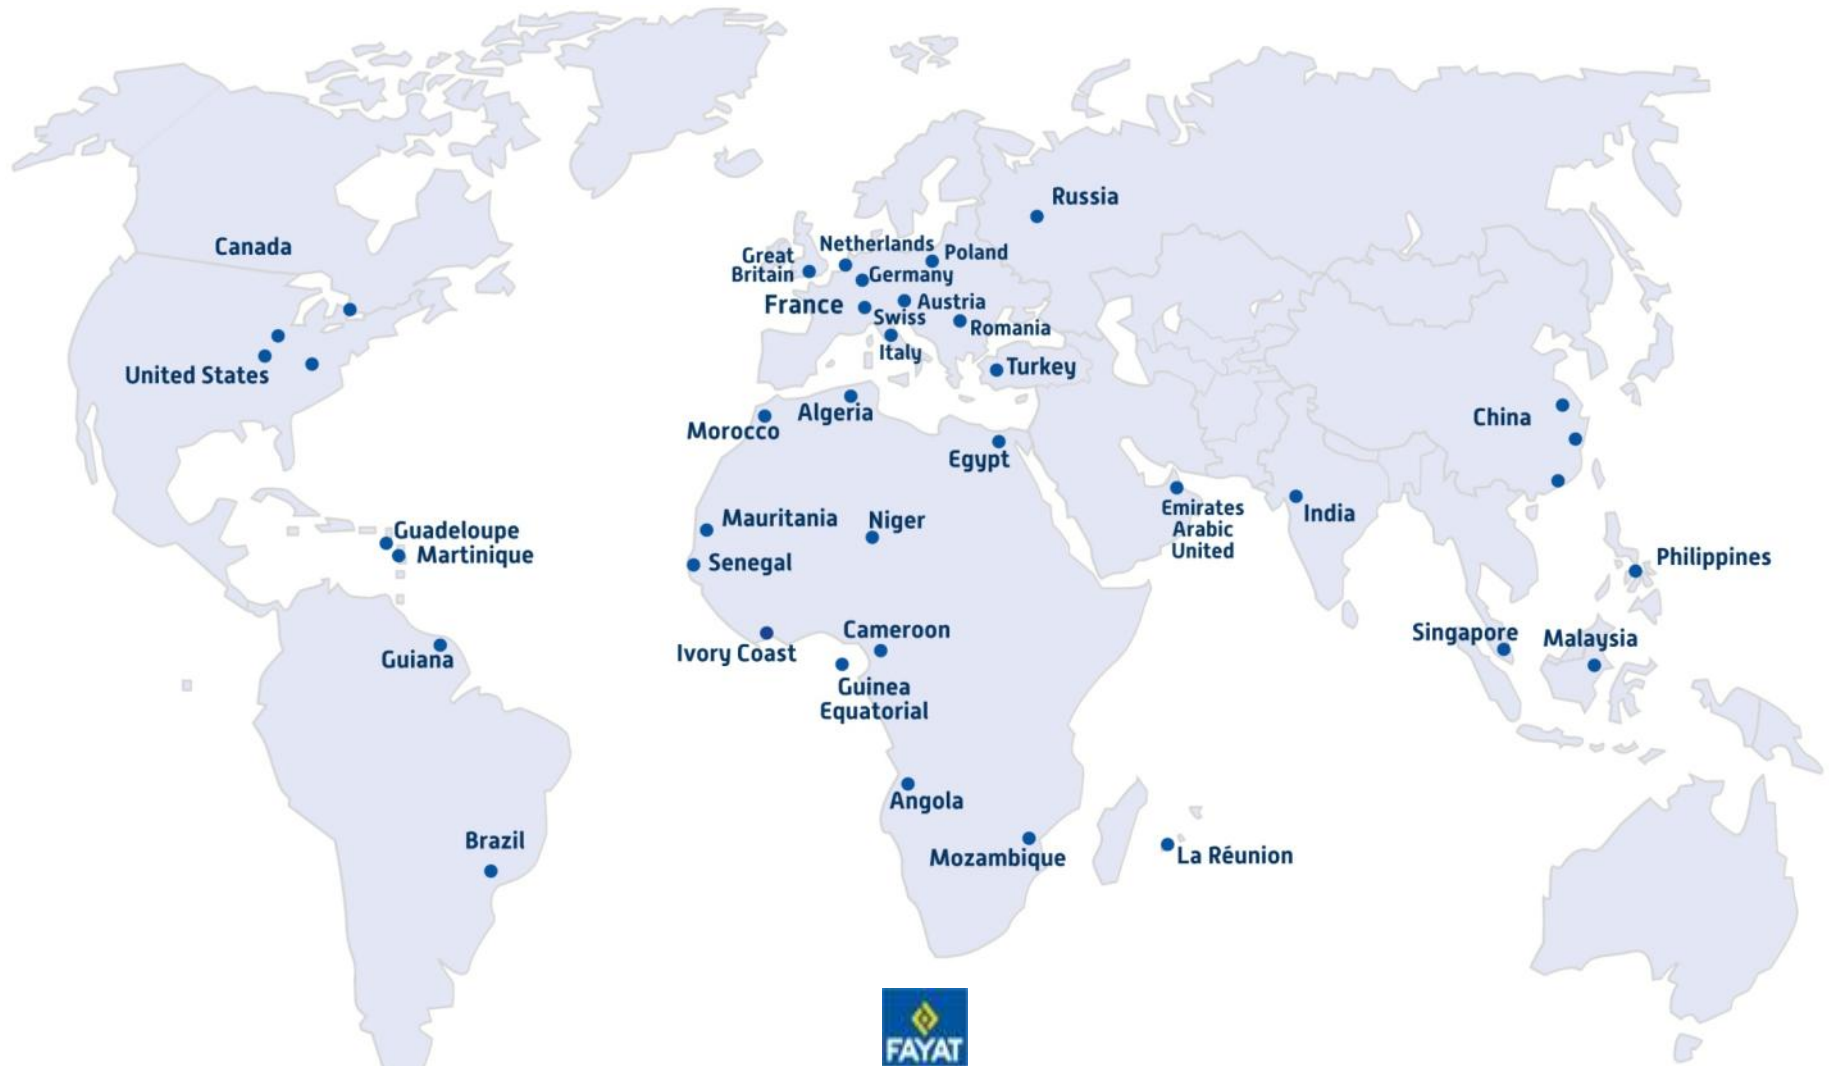 Russia
Canada
Great
Britain
Netherlands
Poland
Germany
France
Austria
Swiss
Romania
Italy
United States
Turkey
Morocco
Algeria
Egypt
China
Emirates
Arabic
United
India
Guadeloupe
Martinique
Mauritania
Niger
Senegal
Philippines
Guiana
Ivory Coast
Cameroon
Guinea
Equatorial
Singapore
Malaysia
Angola
Brazil
Mozambique
La Réunion
FAYAT